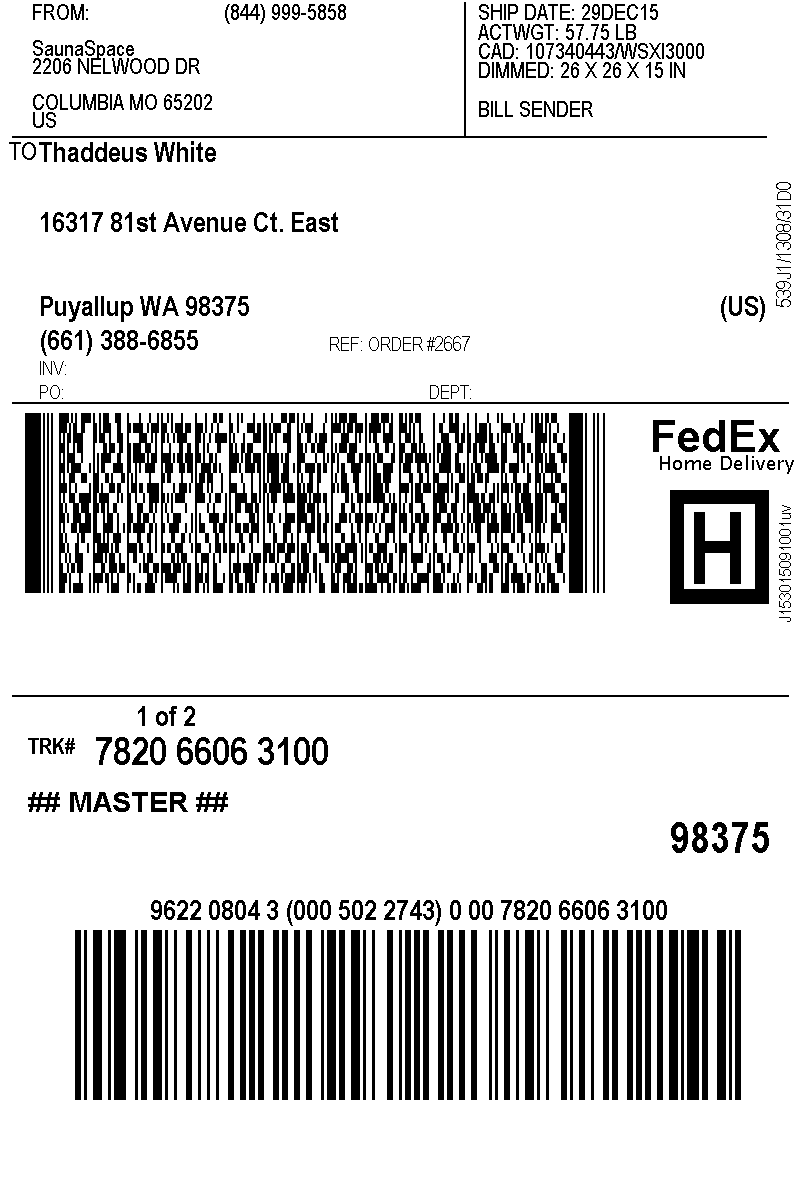 FROM: (844) 999-5858
SaunaSpace
2206 NELWOOD DR
COLUMBIA MO 65202
US
SHIP DATE: 29DEC15
ACTWGT: 57.75 LB
CAD: 107340443/WSXI3000
DIMMED: 26 X 26 X 15 IN
BILL SENDER
TO Thaddeus White
16317 81st Avenue Ct. East
Puyallup WA 98375 (US)
(661) 388-6855 REF: ORDER #2667
INV:
PO: DEPT:
539J1/1308/31D0
FedEx
Home Delivery
H
J153015091001uv
1 of 2
TRK# 7820 6606 3100
## MASTER ##
98375
9622 0804 3 (000 502 2743) 0 00 7820 6606 3100